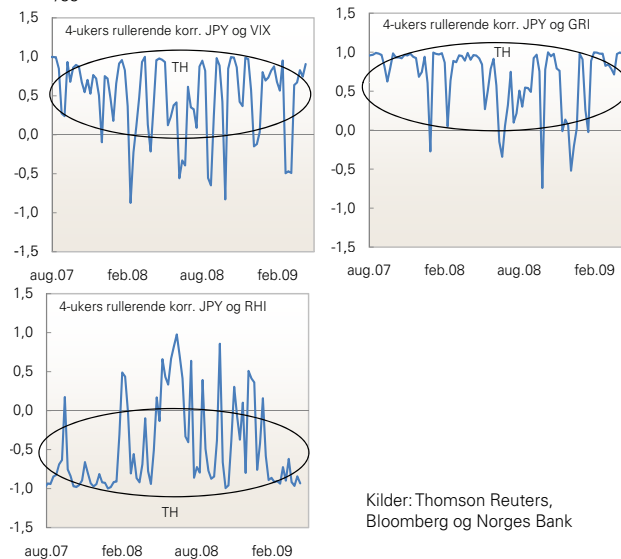 4-ukers rullerende korr. JPY og VIX
TH
1,5
1,0
0,5
0,0
-0,5
-1,0
-1,5
aug.07 feb.08 aug.08 feb.09
4-ukers rullerende korr. JPY og GRI
TH
1,5
1,0
0,5
0,0
-0,5
-1,0
-1,5
aug.07 feb.08 aug.08 feb.09
4-ukers rullerende korr. JPY og RHI
1,5
1,0
0,5
0,0
-0,5
-1,0
-1,5
TH
aug.07 feb.08 aug.08 feb.09
Kilder: Thomson Reuters,
Bloomberg og Norges Bank